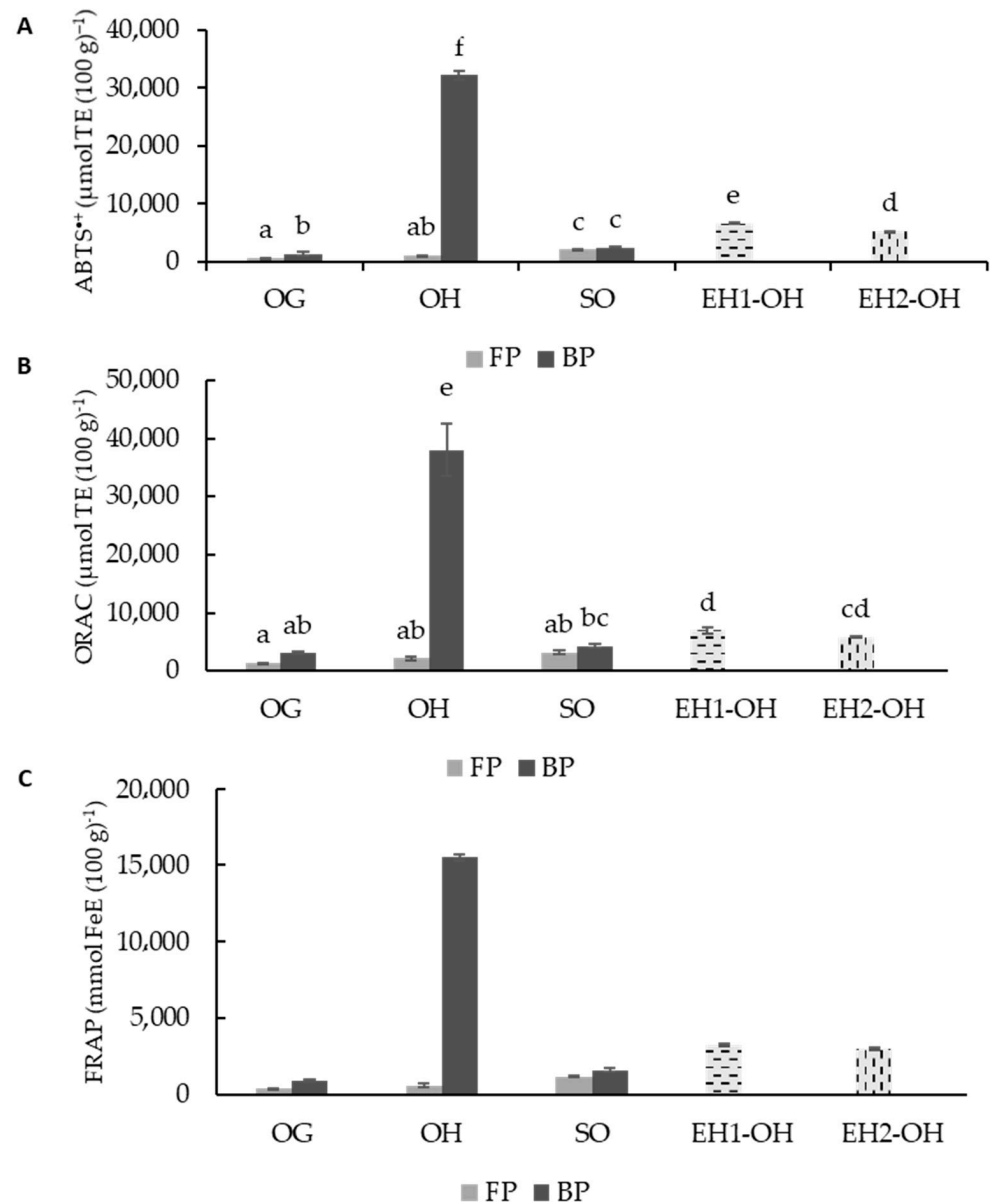 A
ABTS•+ (µmol TE (100 g)⁻¹)
40,000
30,000
20,000
10,000
0
a
b
ab
f
c
c
e
d
OG
OH
SO
EH1-OH
EH2-OH
FP
BP
B
ORAC (µmol TE (100 g)⁻¹
50,000
40,000
30,000
20,000
10,000
0
a
ab
ab
e
ab
bc
d
cd
OG
OH
SO
EH1-OH
EH2-OH
FP
BP
C
FRAP (mmol FeE (100 g)⁻¹
20,000
15,000
10,000
5,000
0
OG
OH
SO
EH1-OH
EH2-OH
FP
BP